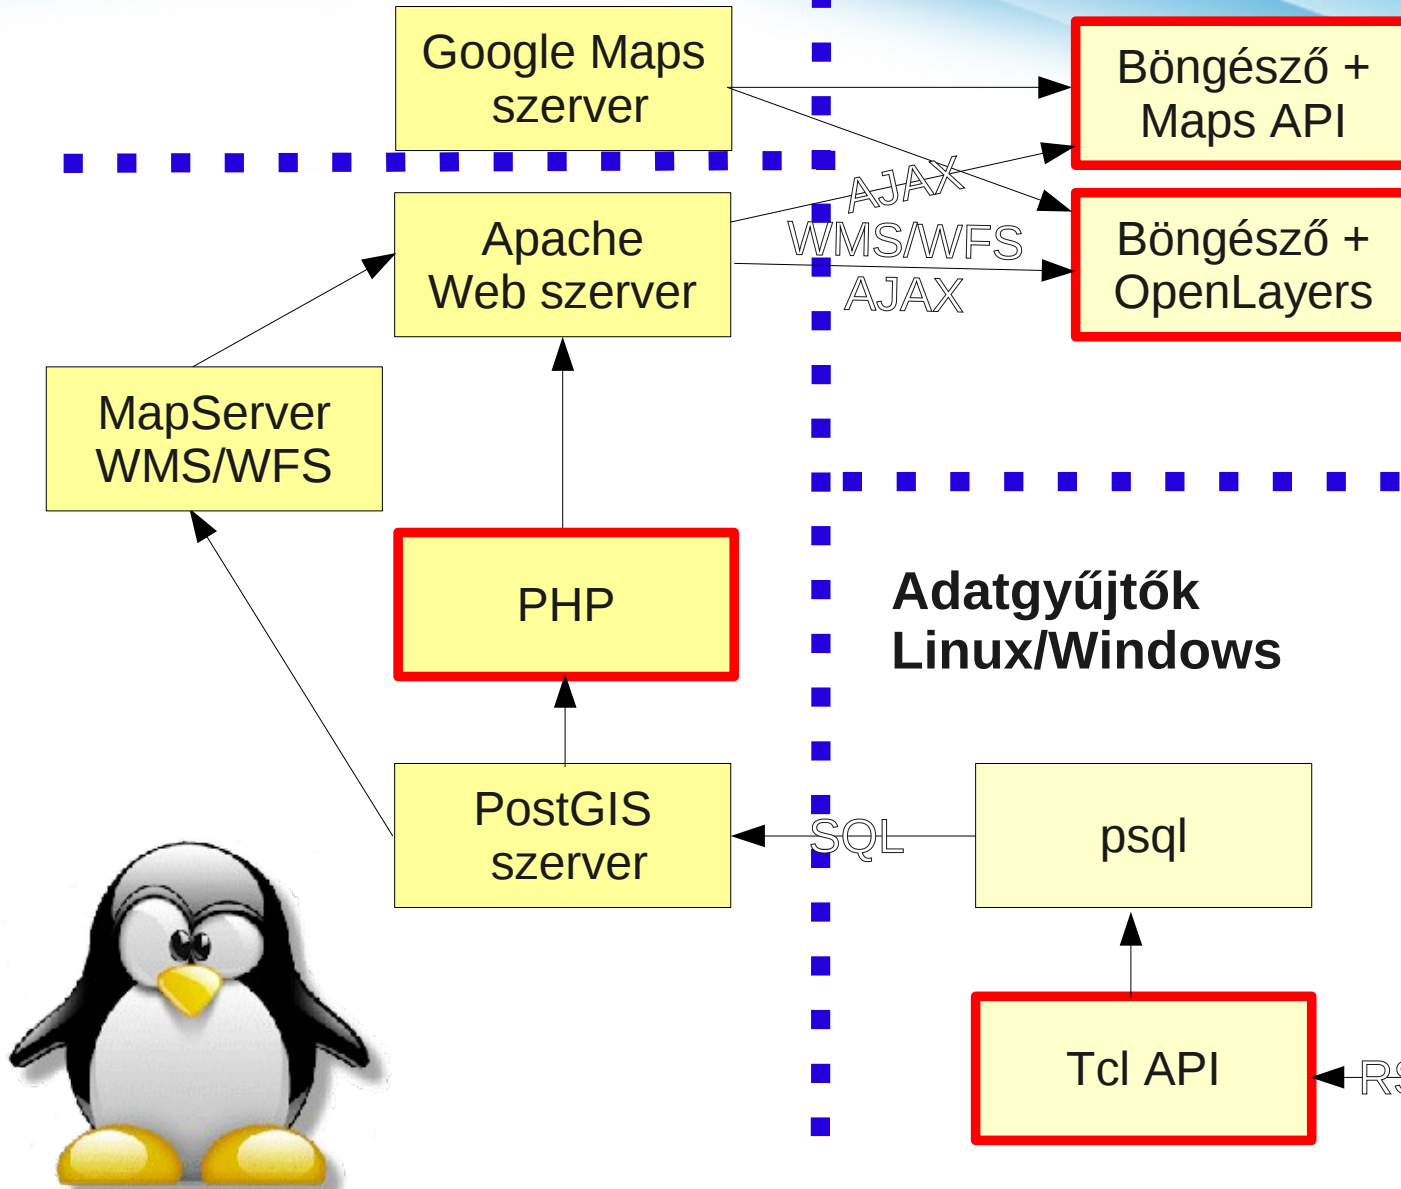 Google Maps
szerver
Böngésző +
Maps API
AJAX
WMS/WFS
AJAX
Apache
Web szerver
Böngésző +
OpenLayers
MapServer
WMS/WFS
PHP
Adatgyűjtők
Linux/Windows
PostGIS
szerver
SQL
psql
Tcl API